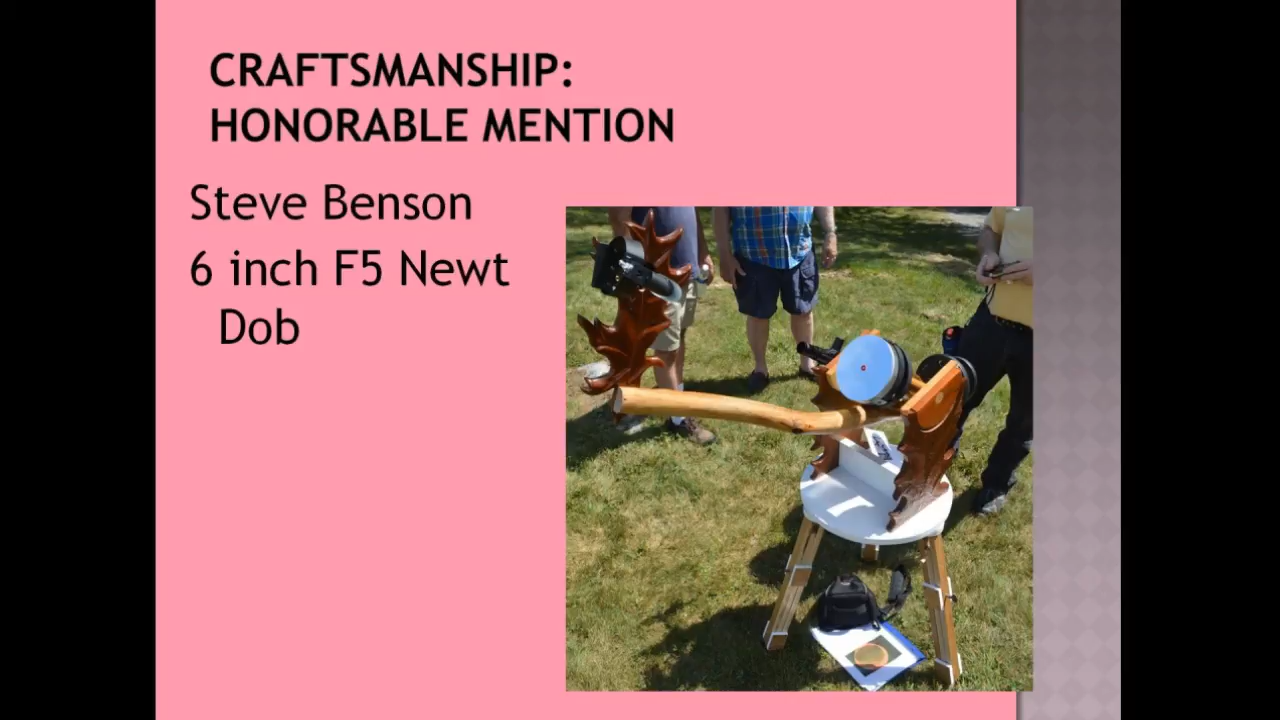 CRAFTSMANSHIP:
HONORABLE MENTION
Steve Benson
6 inch F5 Newt
Dob